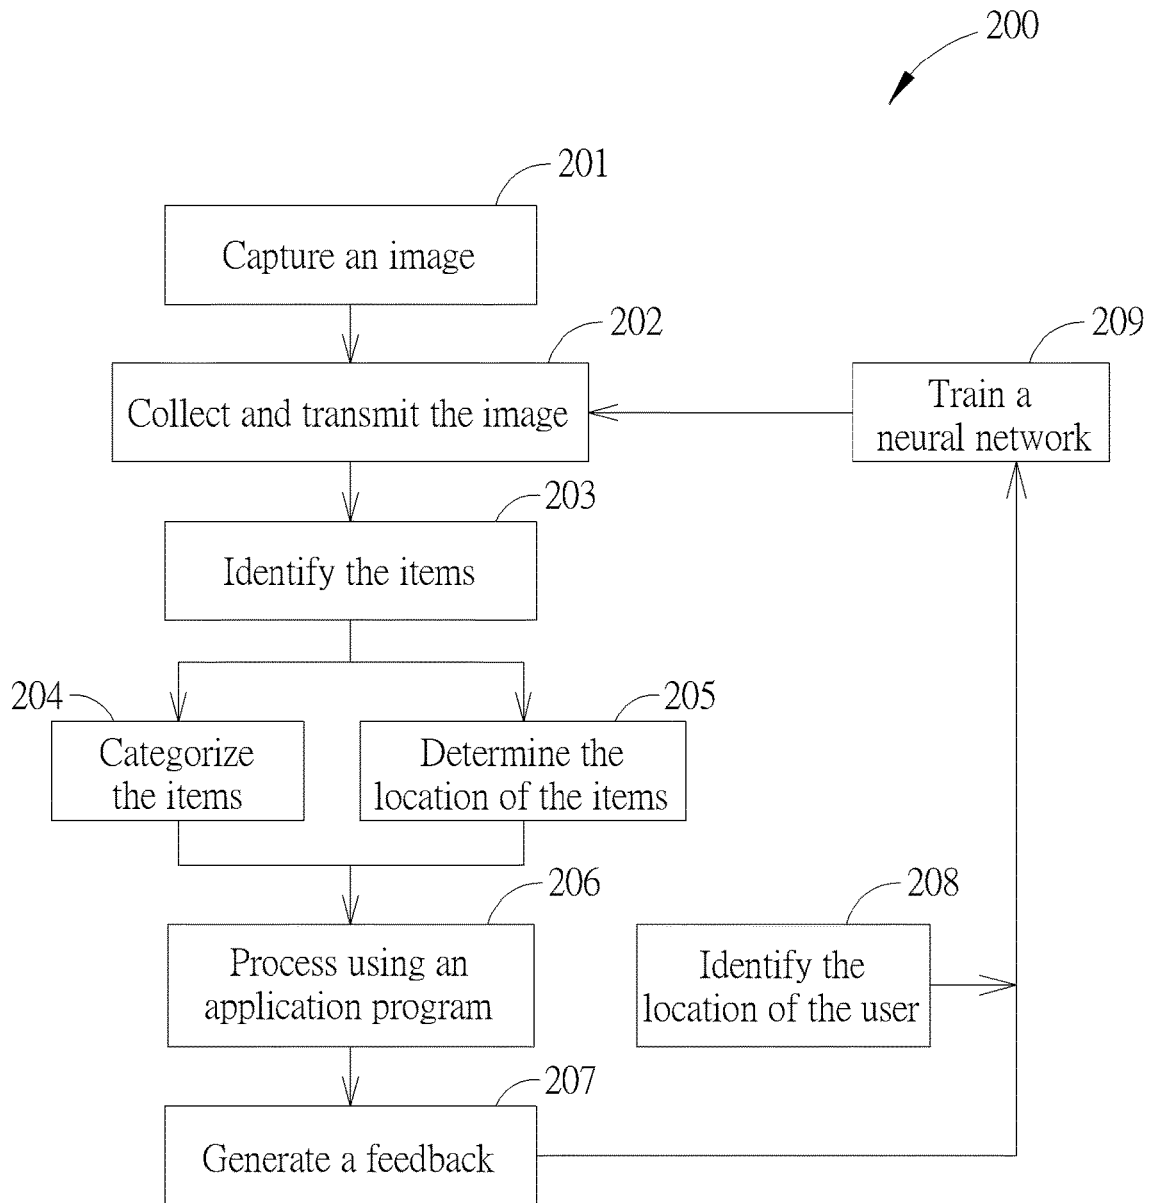 200
201
Capture an image
202
Collect and transmit the image
209
Train a
neural network
203
Identify the items
204
Categorize
the items
205
Determine the
location of the items
206
Process using an
application program
208
Identify the
location of the user
207
Generate a feedback